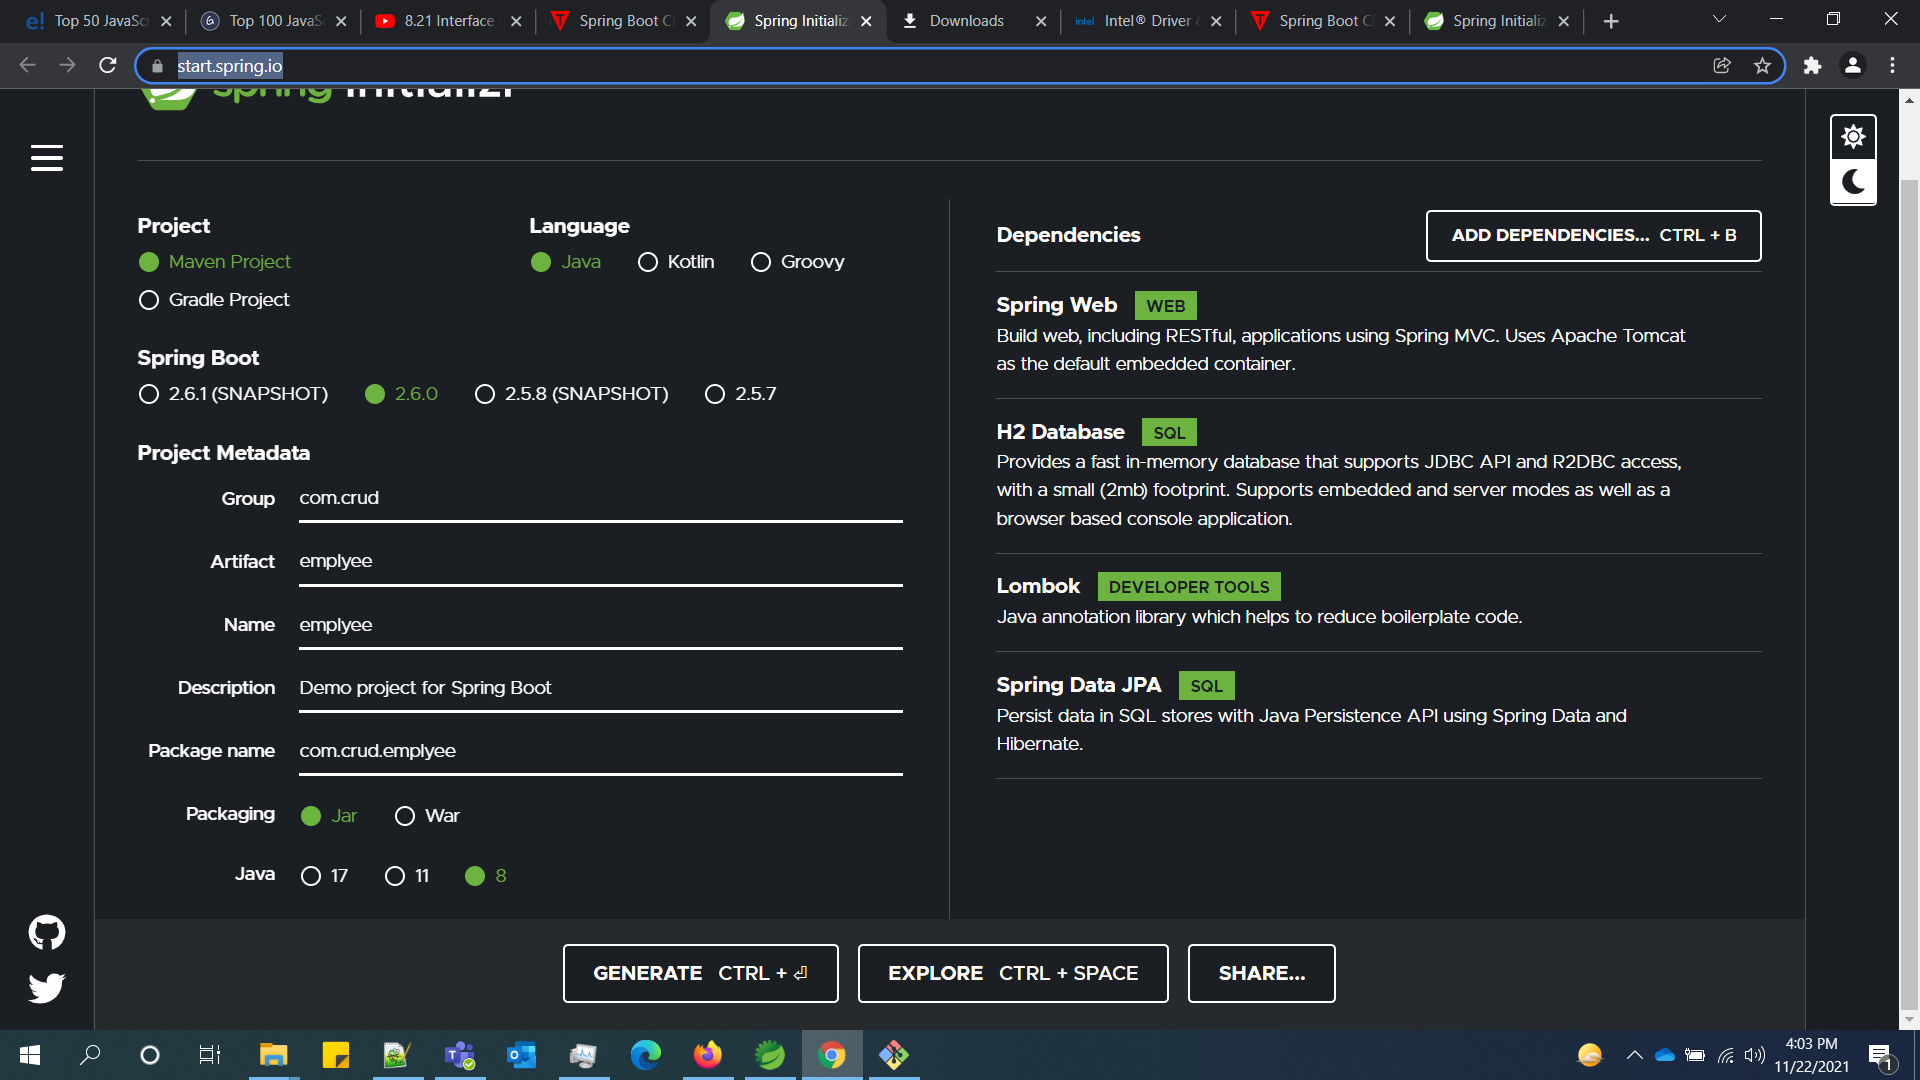 Top 50 JavaSc
Top 100 JavaS
8.21 Interface
Spring Boot C
Spring Initializ
Downloads
Intel® Driver
Spring Boot C
Spring Initializ
start.spring.io
spring initializr
Project
Maven Project
Gradle Project
Language
Java Kotlin Groovy
Spring Boot
2.6.1 (SNAPSHOT) 2.6.0 2.5.8 (SNAPSHOT) 2.5.7
Project Metadata
Group com.crud
Artifact emplyee
Name emplyee
Description Demo project for Spring Boot
Package name com.crud.emplyee
Packaging Jar War
Java 17 11 8
Dependencies
ADD DEPENDENCIES... CTRL + B
Spring Web WEB
Build web, including RESTful, applications using Spring MVC. Uses Apache Tomcat
as the default embedded container.
H2 Database SQL
Provides a fast in-memory database that supports JDBC API and R2DBC access,
with a small (2mb) footprint. Supports embedded and server modes as well as a
browser based console application.
Lombok DEVELOPER TOOLS
Java annotation library which helps to reduce boilerplate code.
Spring Data JPA SQL
Persist data in SQL stores with Java Persistence API using Spring Data and
Hibernate.
GENERATE CTRL + ⏎
EXPLORE CTRL + SPACE
SHARE...
4:03 PM
11/22/2021
1